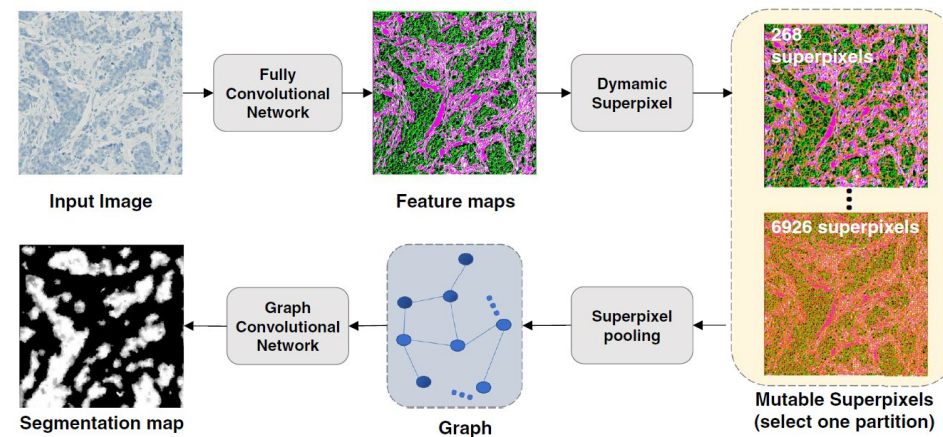 Fully
Convolutional
Network
Dymamic
Superpixel
268
superpixels
Input Image
Feature maps
6926 superpixels
Graph
Convolutional
Network
Superpixel
pooling
Segmentation map
Graph
Mutable Superpixels
(select one partition)